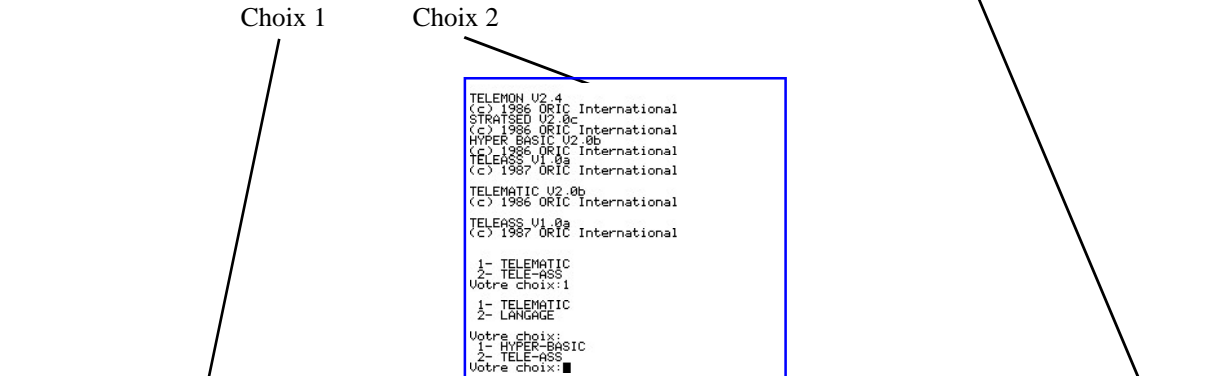 Choix 1 Choix 2
TELEMON V2.4
(c) 1986 ORIC International
STRATSED V2.0c
(c) 1986 ORIC International
HYPER BASIC V2.0b
(c) 1986 ORIC International
TELEASS V1.0a
(c) 1987 ORIC International
TELEMATIC V2.0b
(c) 1986 ORIC International
TELEASS V1.0a
(c) 1987 ORIC International
1- TELEMATIC
2- TELE-ASS
Votre choix:1
1- TELEMATIC
2- LANGAGE
Votre choix:
1- HYPER-BASIC
2- TELE-ASS
Votre choix: